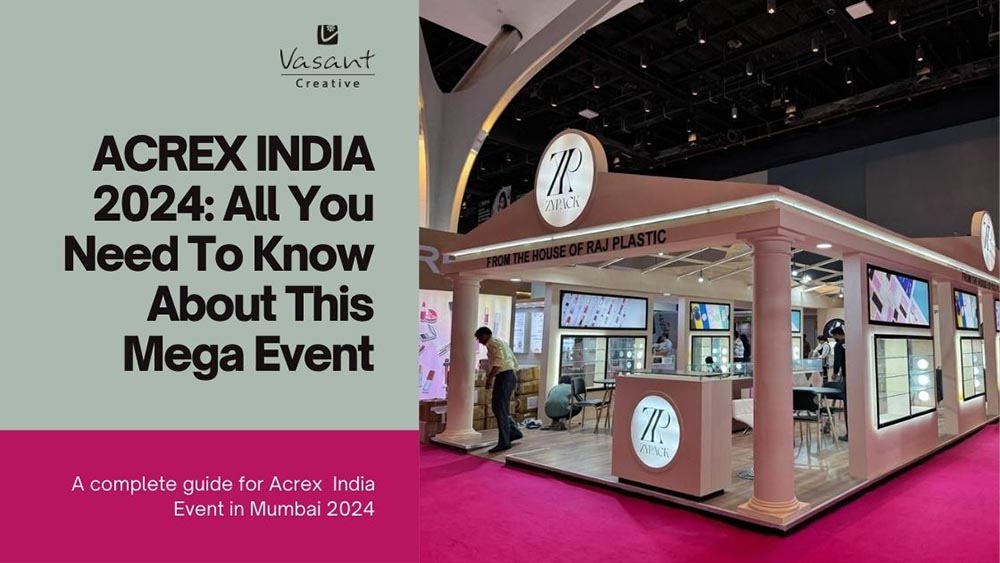 Vasant
Creative
ACREX INDIA
2024: All You
Need To Know
About This
Mega Event
A complete guide for Acrex India
Event in Mumbai 2024
ZP
ZYPACK
FROM THE HOUSE OF RAJ PLASTIC
ZP
ZYPACK